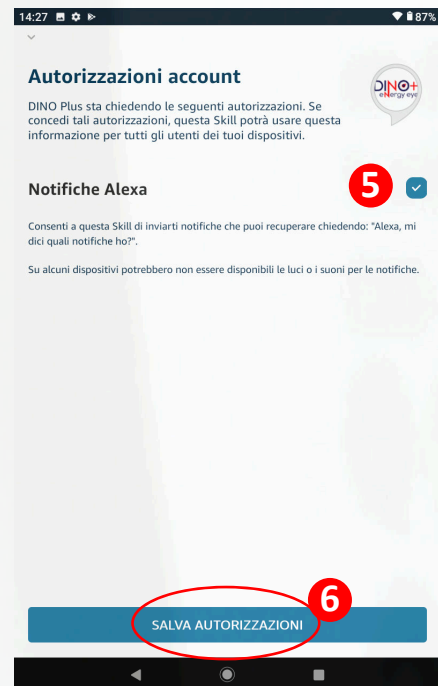 14:27 87%
Autorizzazioni account
DINO+
eNergy eye
DINO Plus sta chiedendo le seguenti autorizzazioni. Se
concedi tali autorizzazioni, questa Skill potrà usare questa
informazione per tutti gli utenti dei tuoi dispositivi.
Notifiche Alexa
5
Consenti a questa Skill di inviarti notifiche che puoi recuperare chiedendo: "Alexa, mi
dici quali notifiche ho?".
Su alcuni dispositivi potrebbero non essere disponibili le luci o i suoni per le notifiche.
6
SALVA AUTORIZZAZIONI